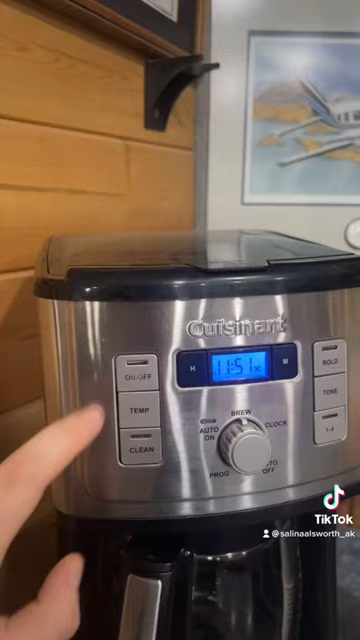 Cuisinart
H
11:51
M
ON/OFF
TEMP
CLEAN
BREW
AUTO
ON
CLOCK
PROG
OFF
BOLD
TONE
1-4
TikTok
@salinaalsworth_ak